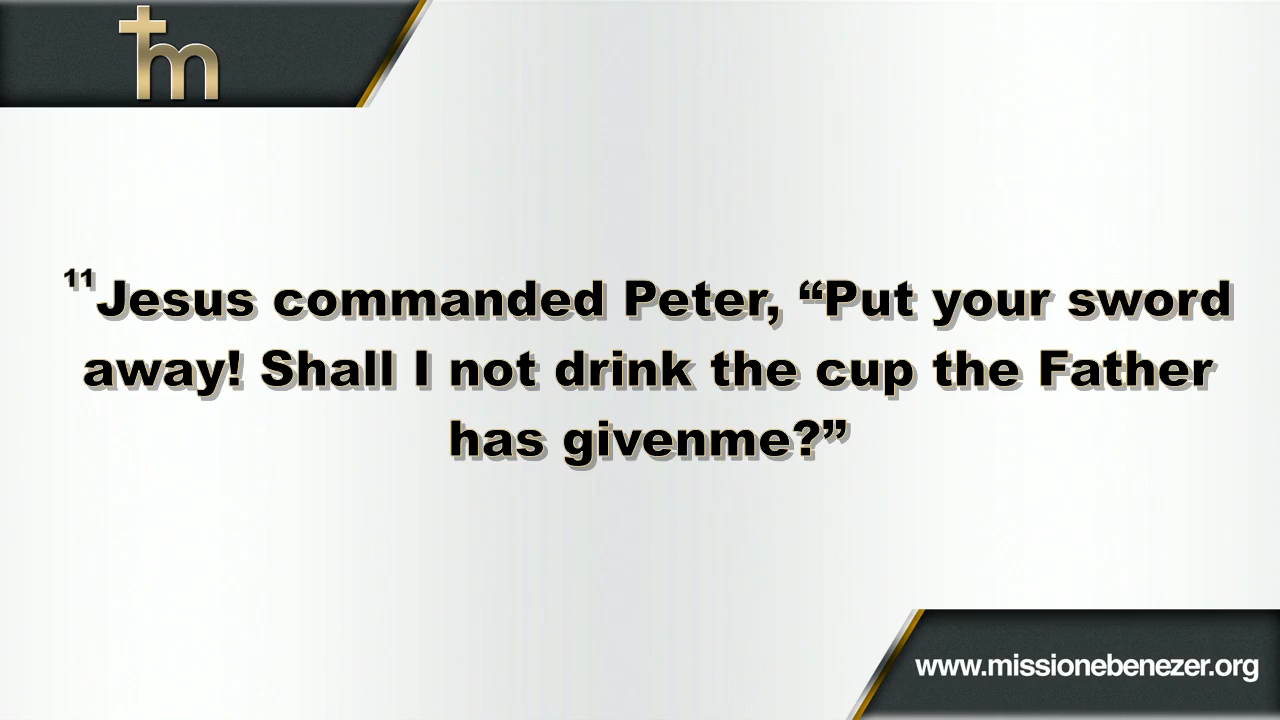 ¹¹Jesus commanded Peter, “Put your sword
away! Shall I not drink the cup the Father
has givenme?”
www.missionebenezer.org